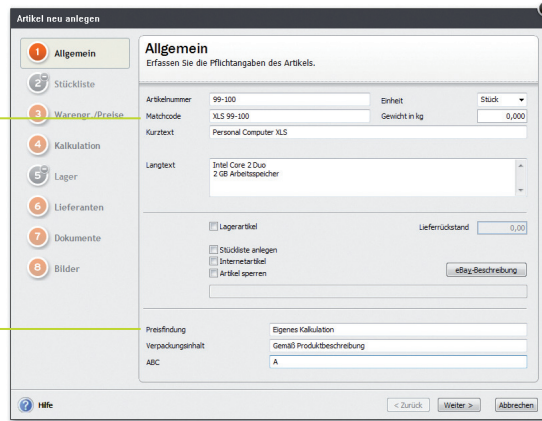 Artikel neu anlegen
1 Allgemein
2 Stückliste
3 Warengr./Preise
4 Kalkulation
5 Lager
6 Lieferanten
7 Dokumente
8 Bilder
Allgemein
Erfassen Sie die Pflichtangaben des Artikels.
Artikelnummer 99-100 Einheit Stück
Matchcode XLS 99-100 Gewicht in kg 0,000
Kurztext Personal Computer XLS
Langtext Intel Core 2 Duo
2 GB Arbeitsspeicher
Lagerartikel Lieferrückstand 0,00
Stückliste anlegen
Internetartikel
Artikel sperren eBay-Beschreibung
Preisfindung Eigenes Kalkulation
Verpackungsinhalt Gemäß Produktbeschreibung
ABC A
? Hilfe < Zurück Weiter > Abbrechen